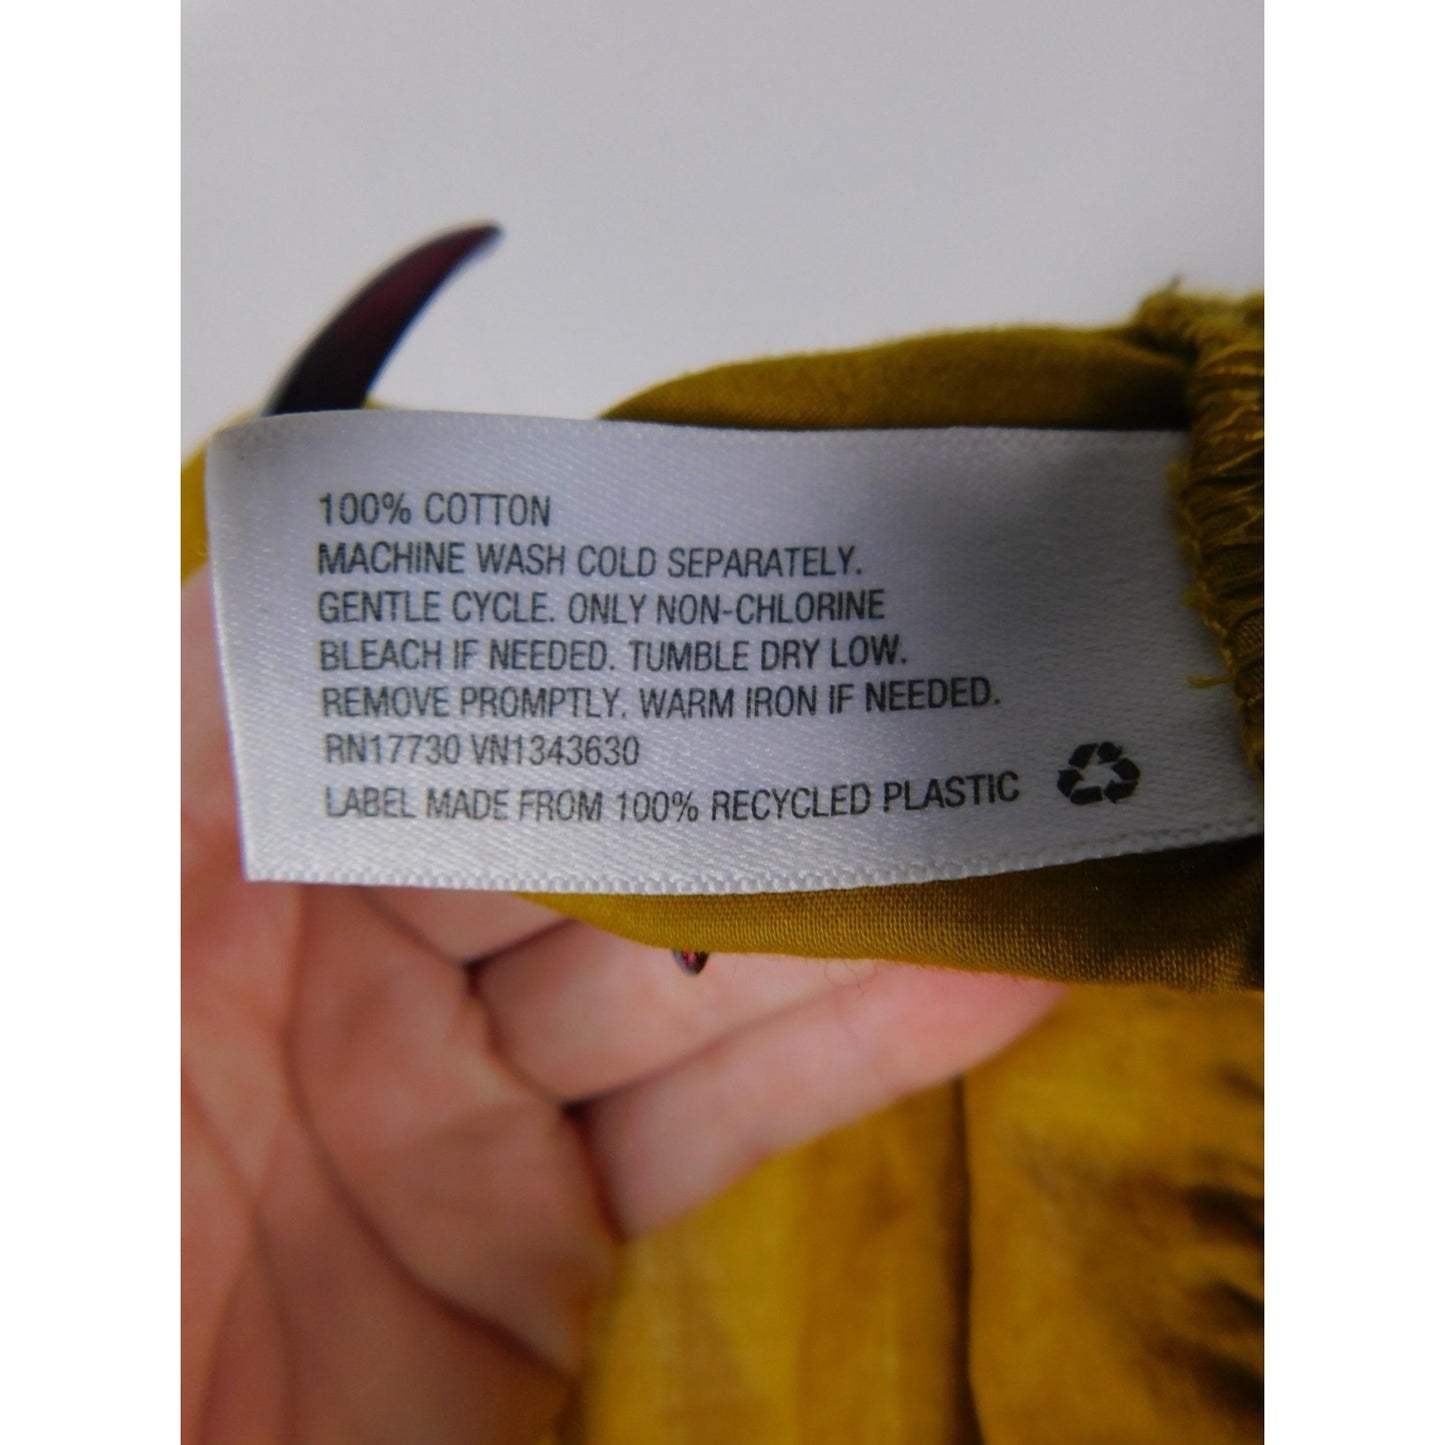 100% COTTON
MACHINE WASH COLD SEPARATELY.
GENTLE CYCLE. ONLY NON-CHLORINE
BLEACH IF NEEDED. TUMBLE DRY LOW.
REMOVE PROMPTLY. WARM IRON IF NEEDED.
RN17730 VN1343630
LABEL MADE FROM 100% RECYCLED PLASTIC